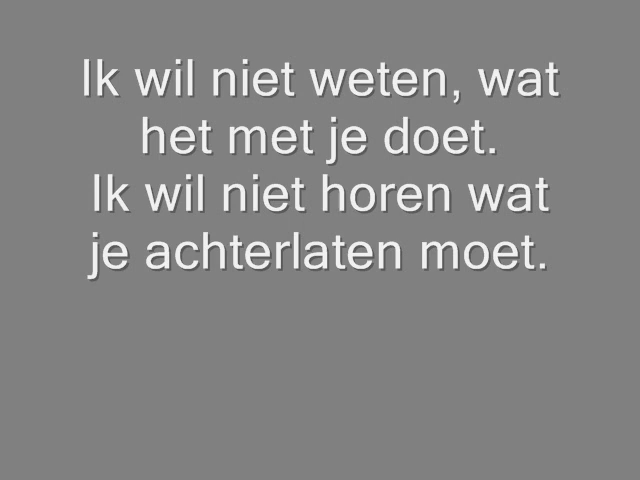 Ik wil niet weten, wat
het met je doet.
Ik wil niet horen wat
je achterlaten moet.